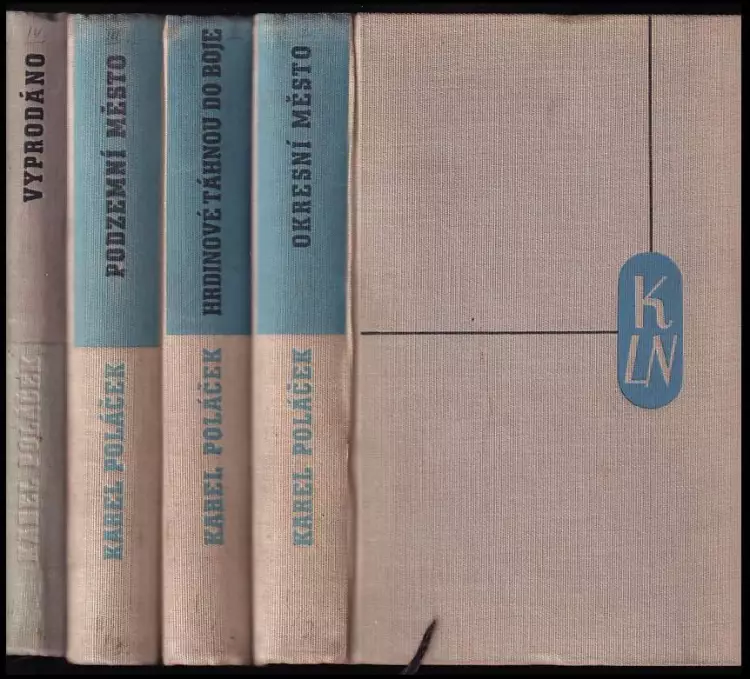 VYPRODÁNO
KAREL POLÁČEK
PODZEMNÍ MĚSTO
KAREL POLÁČEK
HRDINOVÉ TÁHNOU DO BOJE
KAREL POLÁČEK
OKRESNÍ MĚSTO
KAREL POLÁČEK
K
LN